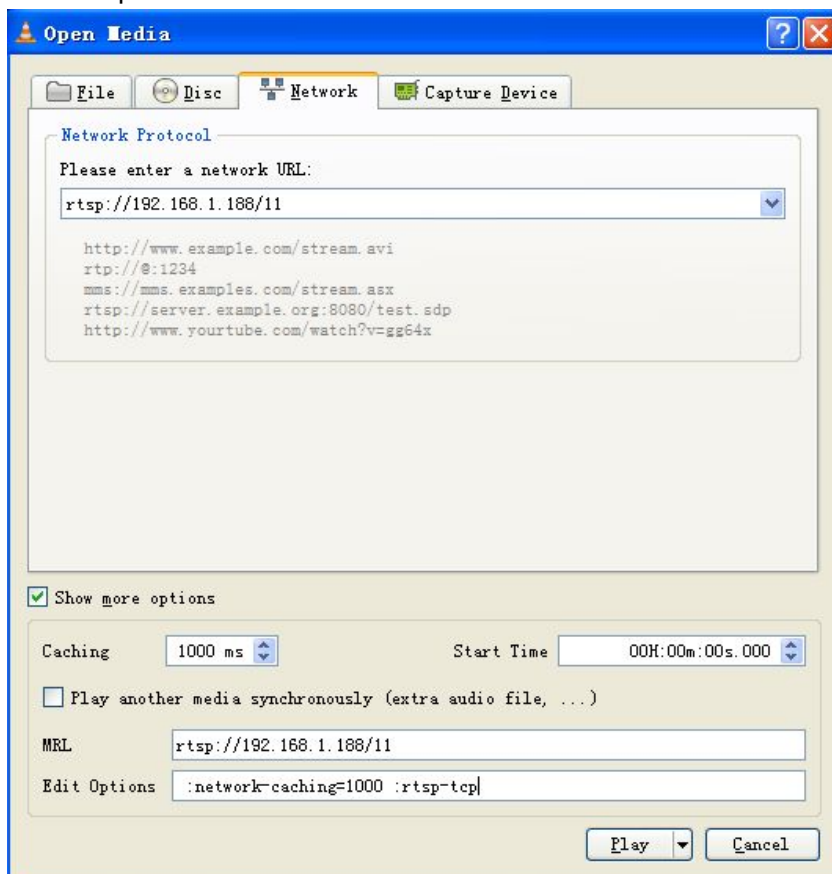 Open Media
File Disc Network Capture Device
Network Protocol
Please enter a network URL:
rtsp://192.168.1.188/11
http://www.example.com/stream.avi
rtp://@:1234
mms://mms.examples.com/stream.asx
rtsp://server.example.org:8080/test.sdp
http://www.yourtube.com/watch?v=gg64x
Show more options
Caching 1000 ms Start Time 00H:00m:00s.000
Play another media synchronously (extra audio file, ...)
MRL rtsp://192.168.1.188/11
Edit Options :network-caching=1000 :rtsp-tcp
Play Cancel